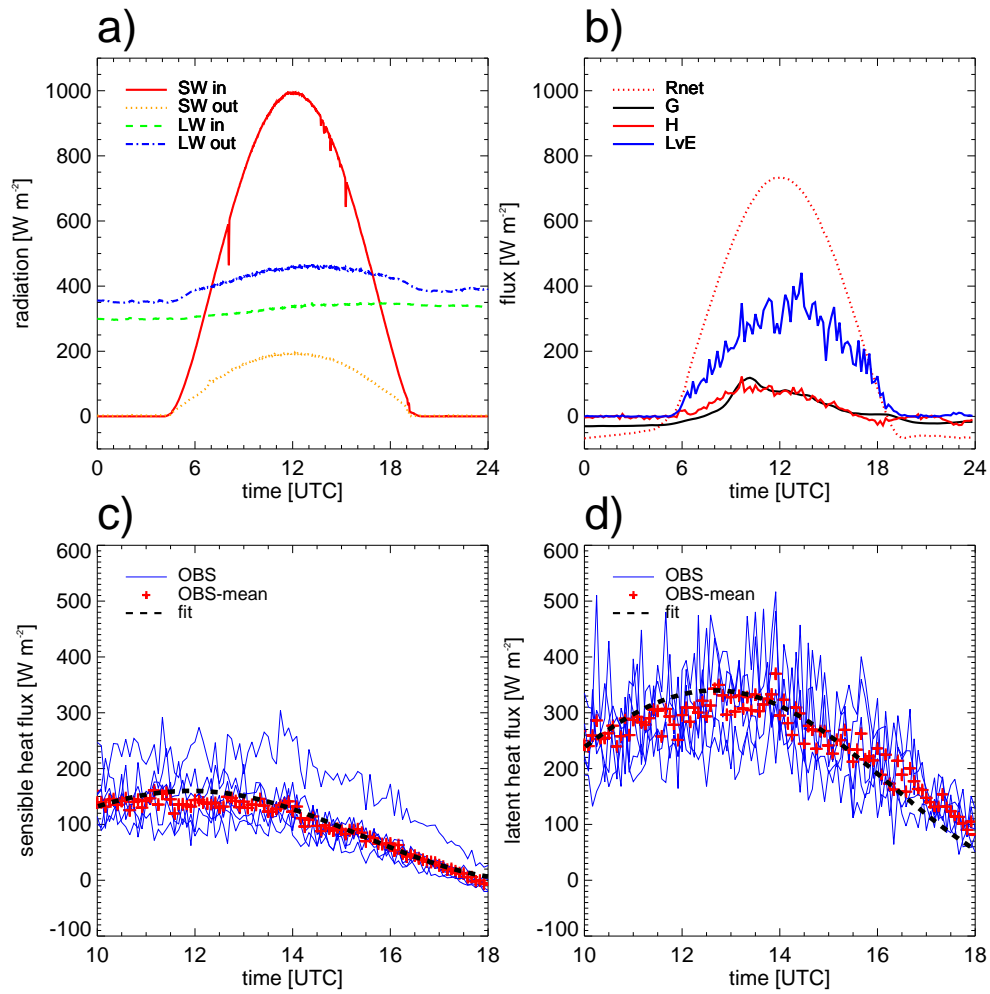 a)
b)
1000
800
600
400
200
0
radiation [W m-2]
SW in
SW out
LW in
LW out
0
6
12
18
24
time [UTC]
1000
800
600
400
200
0
flux [W m-2]
Rnet
G
H
LvE
0
6
12
18
24
time [UTC]
c)
d)
600
500
400
300
200
100
0
-100
sensible heat flux [W m-2]
OBS
OBS-mean
fit
10
12
14
16
18
time [UTC]
600
500
400
300
200
100
0
-100
latent heat flux [W m-2]
OBS
OBS-mean
fit
10
12
14
16
18
time [UTC]